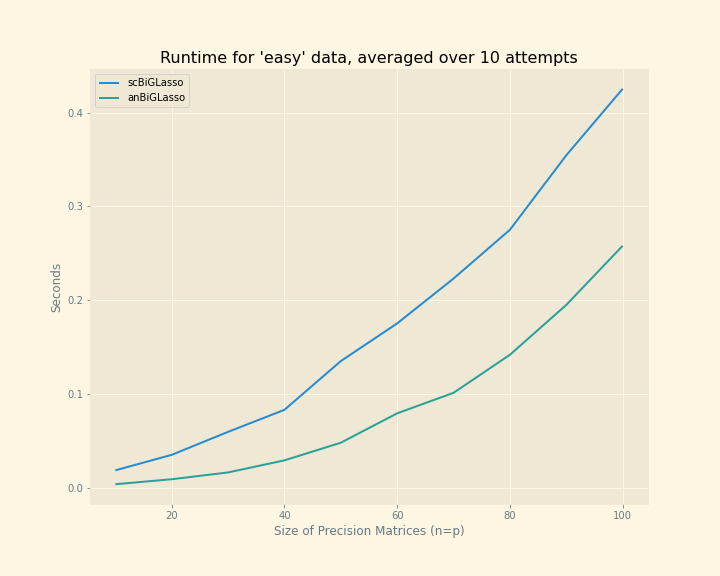 Runtime for 'easy' data, averaged over 10 attempts
scBiGLasso
anBiGLasso
0.4
0.3
0.2
0.1
0.0
Seconds
20 40 60 80 100
Size of Precision Matrices (n=p)